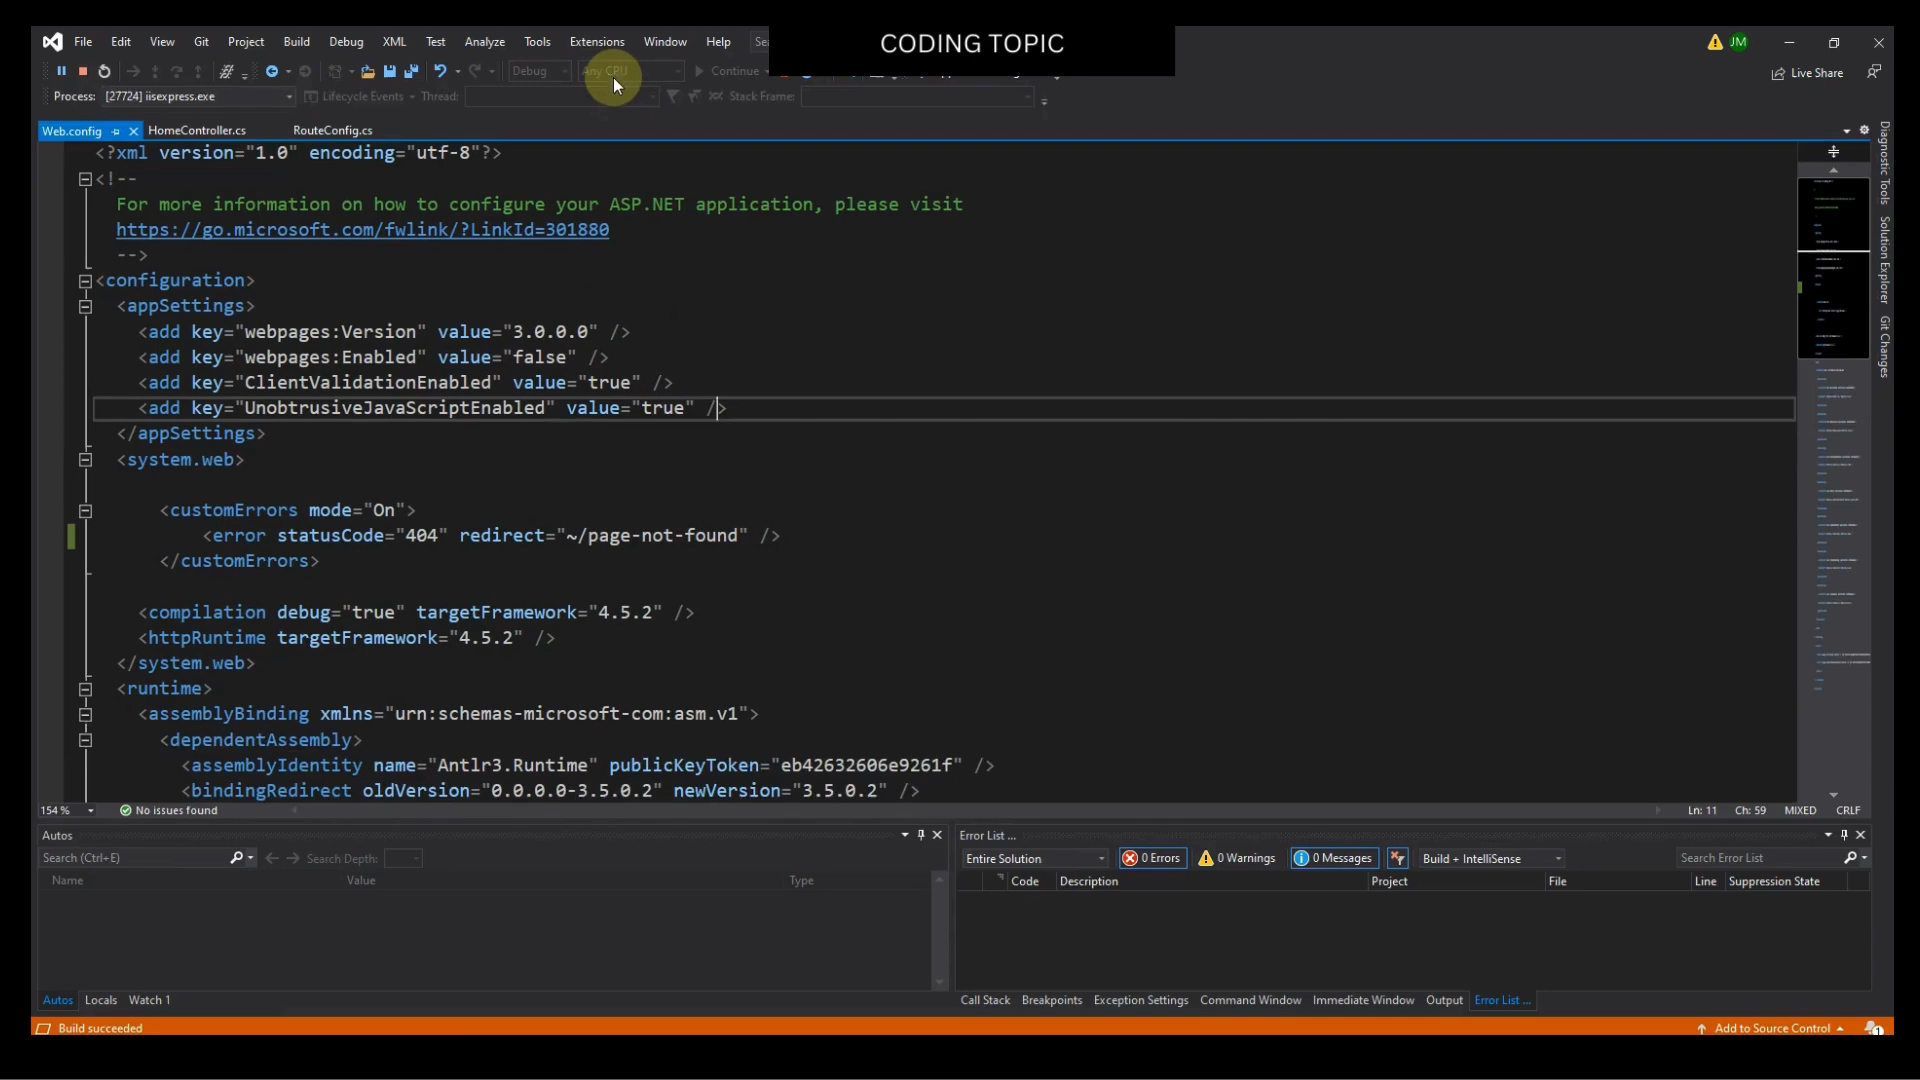 File Edit View Git Project Build Debug XML Test Analyze Tools Extensions Window Help
CODING TOPIC
JM
Debug Any CPU Continue
Live Share
Process: [27724] iisexpress.exe Lifecycle Events Thread: Stack Frame:
Web.config HomeController.cs RouteConfig.cs
<?xml version="1.0" encoding="utf-8"?>
<!--
For more information on how to configure your ASP.NET application, please visit
https://go.microsoft.com/fwlink/?LinkId=301880
-->
<configuration>
<appSettings>
<add key="webpages:Version" value="3.0.0.0" />
<add key="webpages:Enabled" value="false" />
<add key="ClientValidationEnabled" value="true" />
<add key="UnobtrusiveJavaScriptEnabled" value="true" />
</appSettings>
<system.web>
<customErrors mode="On">
<error statusCode="404" redirect="~/page-not-found" />
</customErrors>
<compilation debug="true" targetFramework="4.5.2" />
<httpRuntime targetFramework="4.5.2" />
</system.web>
<runtime>
<assemblyBinding xmlns="urn:schemas-microsoft-com:asm.v1">
<dependentAssembly>
<assemblyIdentity name="Antlr3.Runtime" publicKeyToken="eb42632606e9261f" />
<bindingRedirect oldVersion="0.0.0.0-3.5.0.2" newVersion="3.5.0.2" />
Diagnostic Tools
Solution Explorer
Git Changes
154 % No issues found Ln: 11 Ch: 59 MIXED CRLF
Autos
Search (Ctrl+E) Search Depth:
Name Value Type
Autos Locals Watch 1
Error List ...
Entire Solution 0 Errors 0 Warnings 0 Messages Build + IntelliSense Search Error List
Code Description Project File Line Suppression State
Call Stack Breakpoints Exception Settings Command Window Immediate Window Output Error List ...
Build succeeded Add to Source Control 1